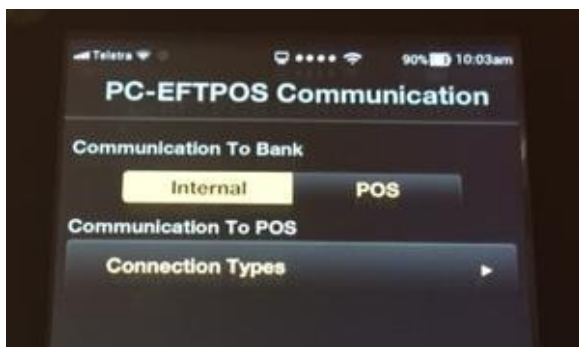 Telstra 90% 10:03am
PC-EFTPOS Communication
Communication To Bank
Internal POS
Communication To POS
Connection Types